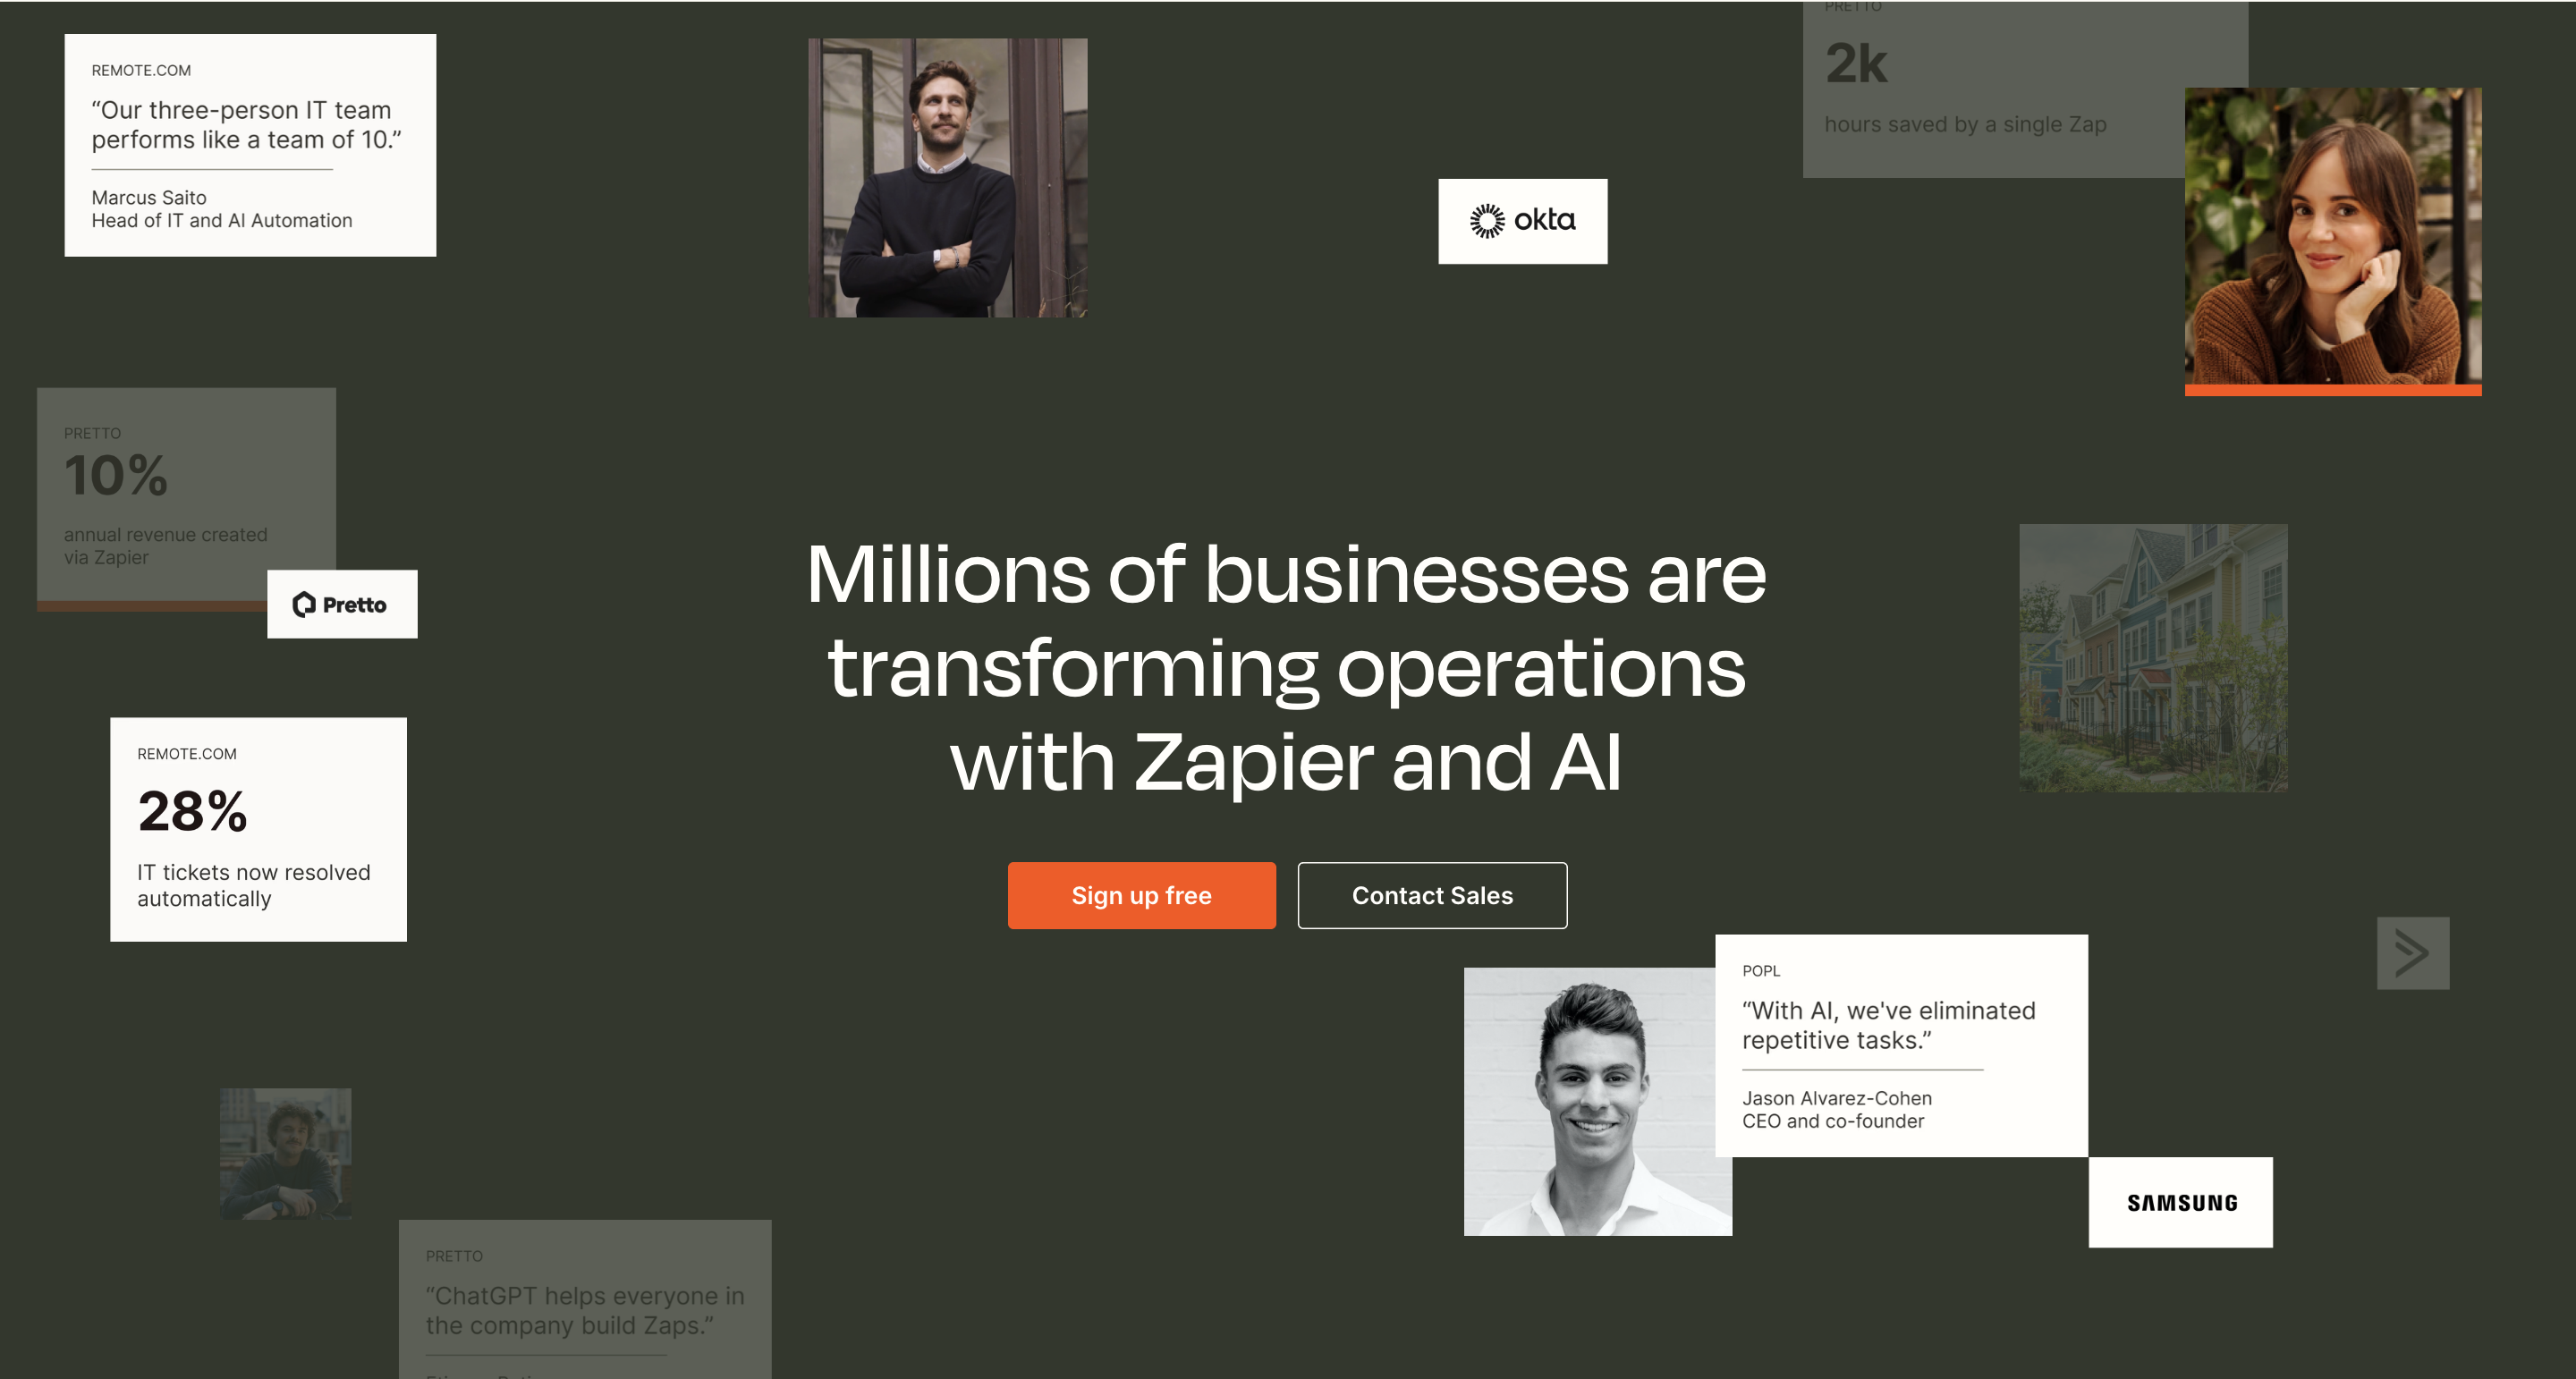 REMOTE.COM
“Our three-person IT team
performs like a team of 10.”
Marcus Saito
Head of IT and AI Automation
okta
PRETTO
2k
hours saved by a single Zap
PRETTO
10%
annual revenue created
via Zapier
Pretto
Millions of businesses are
transforming operations
with Zapier and AI
Sign up free
Contact Sales
REMOTE.COM
28%
IT tickets now resolved
automatically
POPL
“With AI, we've eliminated
repetitive tasks.”
Jason Alvarez-Cohen
CEO and co-founder
SAMSUNG
PRETTO
“ChatGPT helps everyone in
the company build Zaps.”